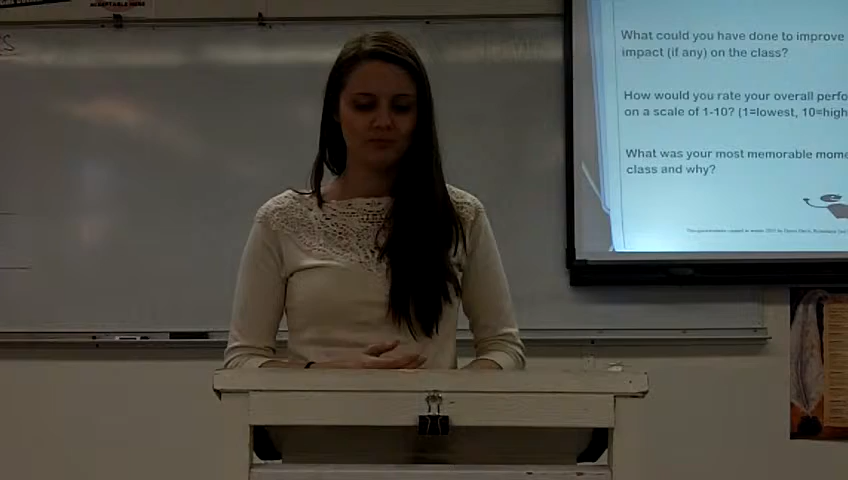 ACCEPTABLE HERE
What could you have done to improve
impact (if any) on the class?
How would you rate your overall perfo
on a scale of 1-10? (1=lowest, 10=high
What was your most memorable mome
class and why?